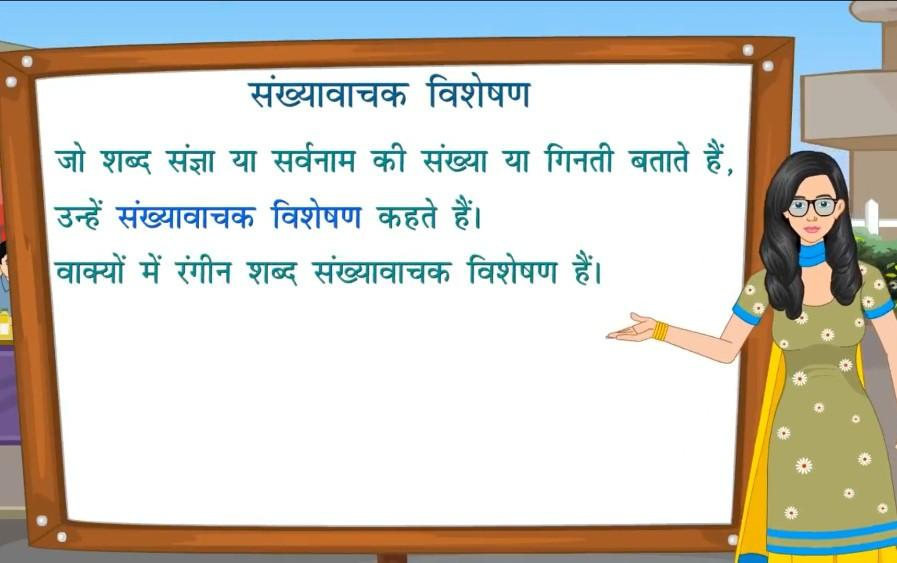 संख्यावाचक विशेषण
जो शब्द संज्ञा या सर्वनाम की संख्या या गिनती बताते हैं,
उन्हें संख्यावाचक विशेषण कहते हैं।
वाक्यों में रंगीन शब्द संख्यावाचक विशेषण हैं।